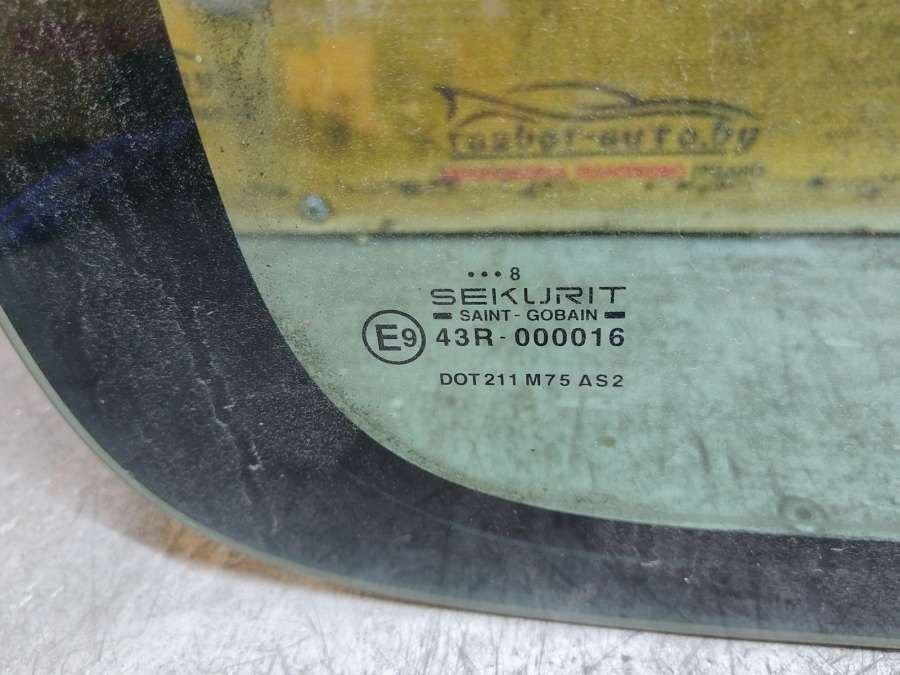 razbor-auto.by
••• 8
SEKURIT
SAINT - GOBAIN
E9 43R - 000016
DOT 211 M75 AS2